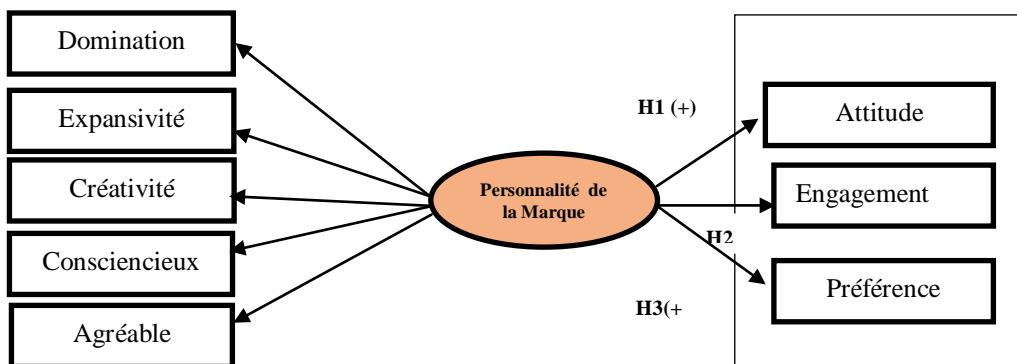 Domination
Expansivité
Créativité
Consciencieux
Agréable
Personnalité de
la Marque
H1 (+)
H2
H3(+
Attitude
Engagement
Préférence